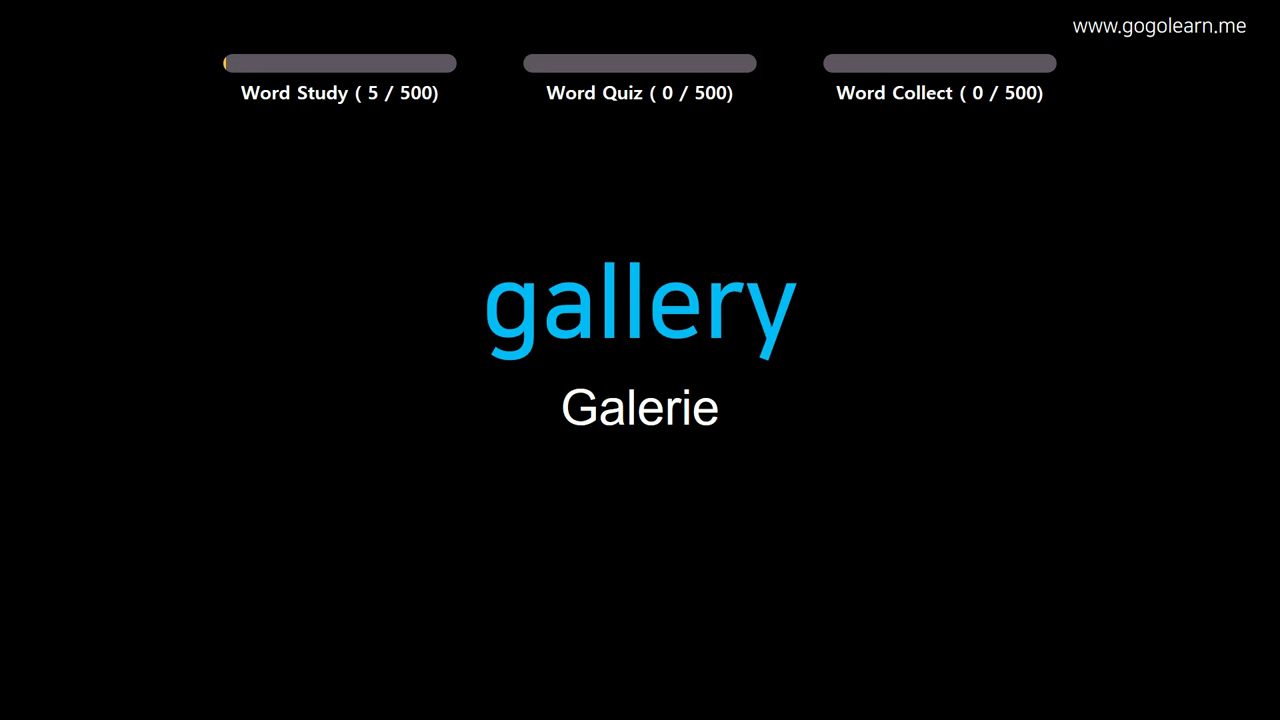 www.gogolearn.me
Word Study ( 5 / 500)
Word Quiz ( 0 / 500)
Word Collect ( 0 / 500)
gallery
Galerie